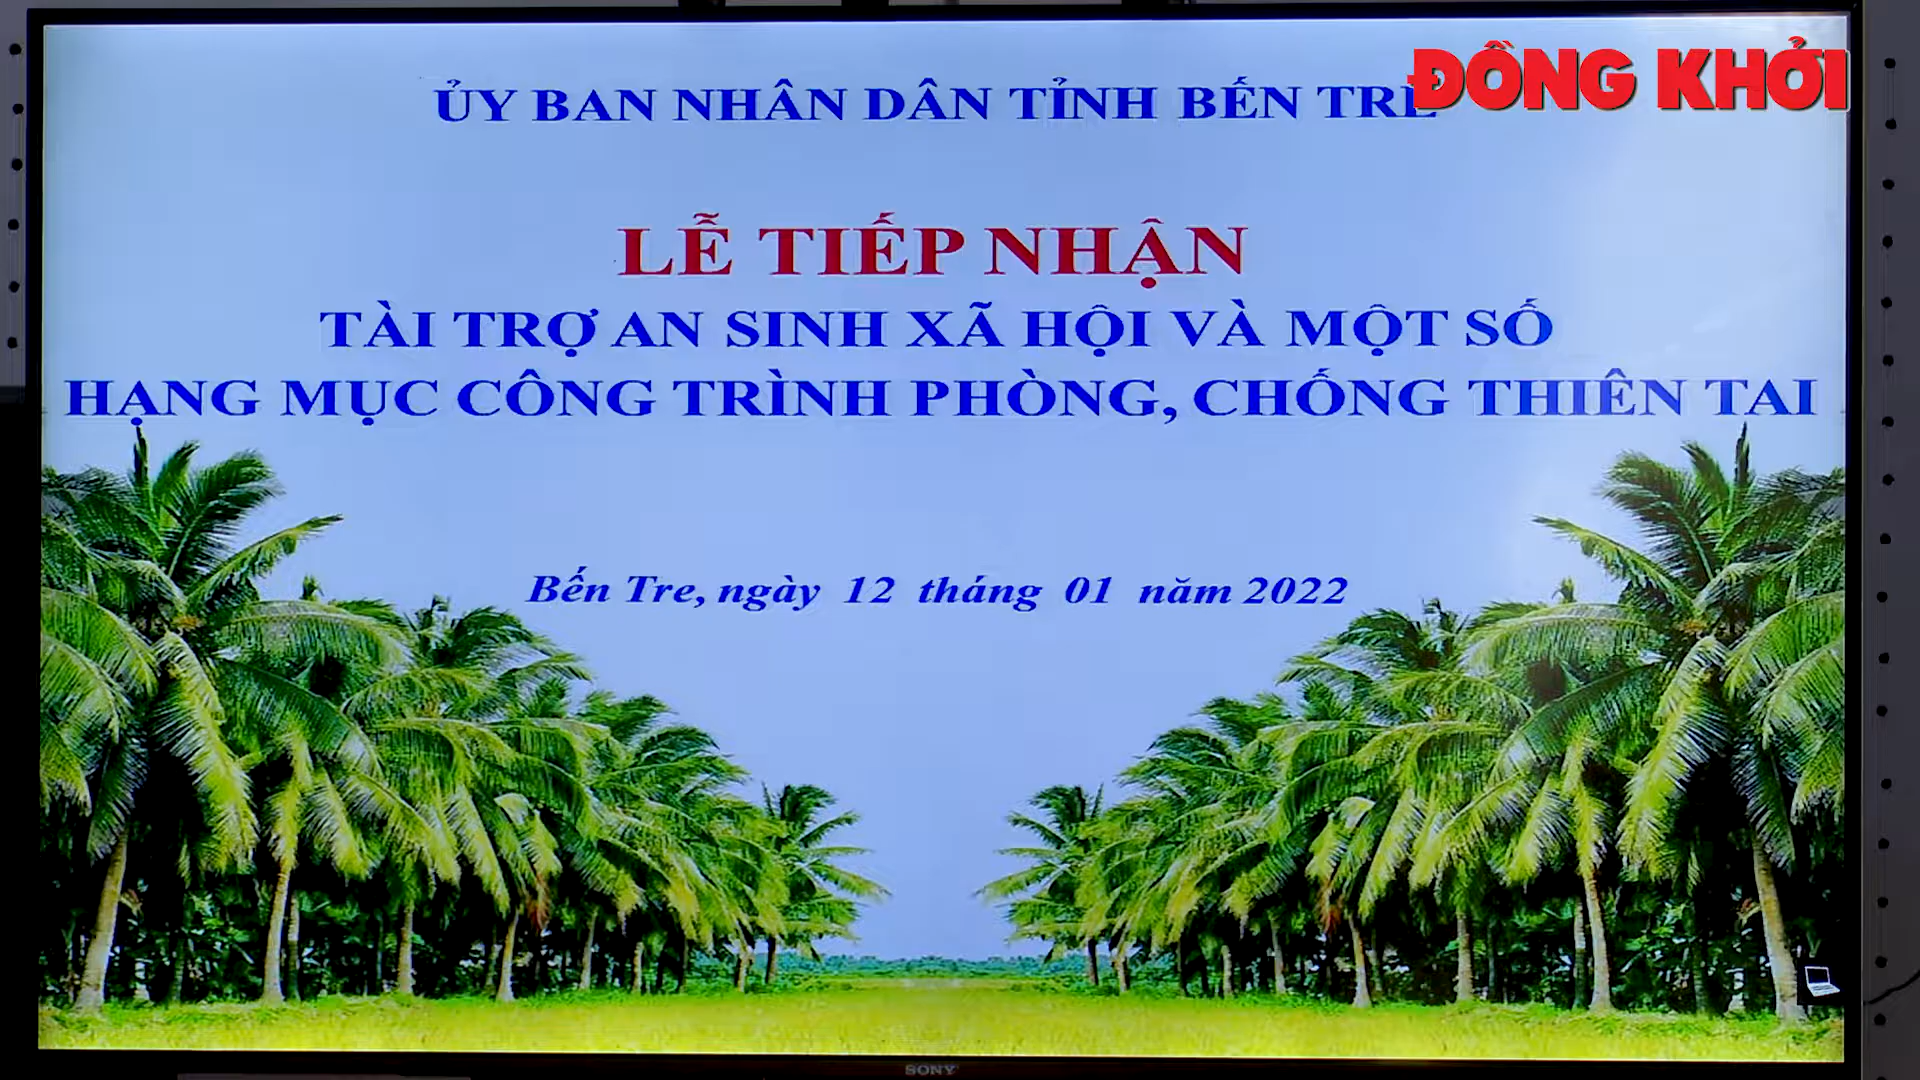 ĐỒNG KHỞI
ỦY BAN NHÂN DÂN TỈNH BẾN TRE
LỄ TIẾP NHẬN
TÀI TRỢ AN SINH XÃ HỘI VÀ MỘT SỐ
HẠNG MỤC CÔNG TRÌNH PHÒNG, CHỐNG THIÊN TAI
Bến Tre, ngày 12 tháng 01 năm 2022
SONY